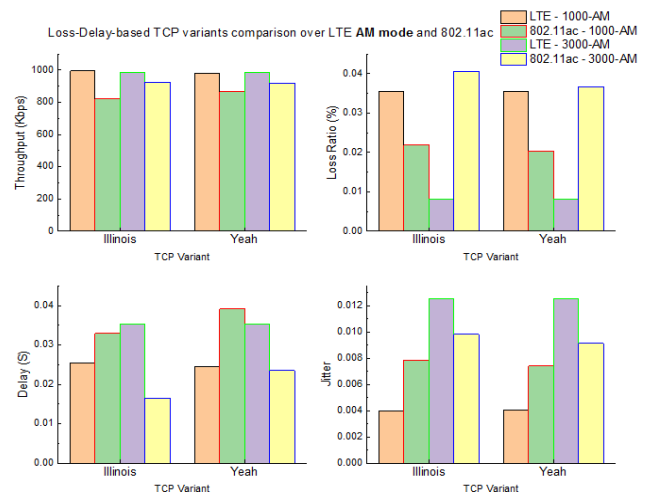 Loss-Delay-based TCP variants comparison over LTE AM mode and 802.11ac
LTE - 1000-AM
802.11ac - 1000-AM
LTE - 3000-AM
802.11ac - 3000-AM
Throughput (Kbps)
1000
800
600
400
200
0
Illinois
Yeah
TCP Variant
Loss Ratio (%)
0.04
0.03
0.02
0.01
0.00
Illinois
Yeah
TCP Variant
Delay (S)
0.04
0.03
0.02
0.01
0.00
Illinois
Yeah
TCP Variant
Jitter
0.012
0.010
0.008
0.006
0.004
0.002
0.000
Illinois
Yeah
TCP Variant